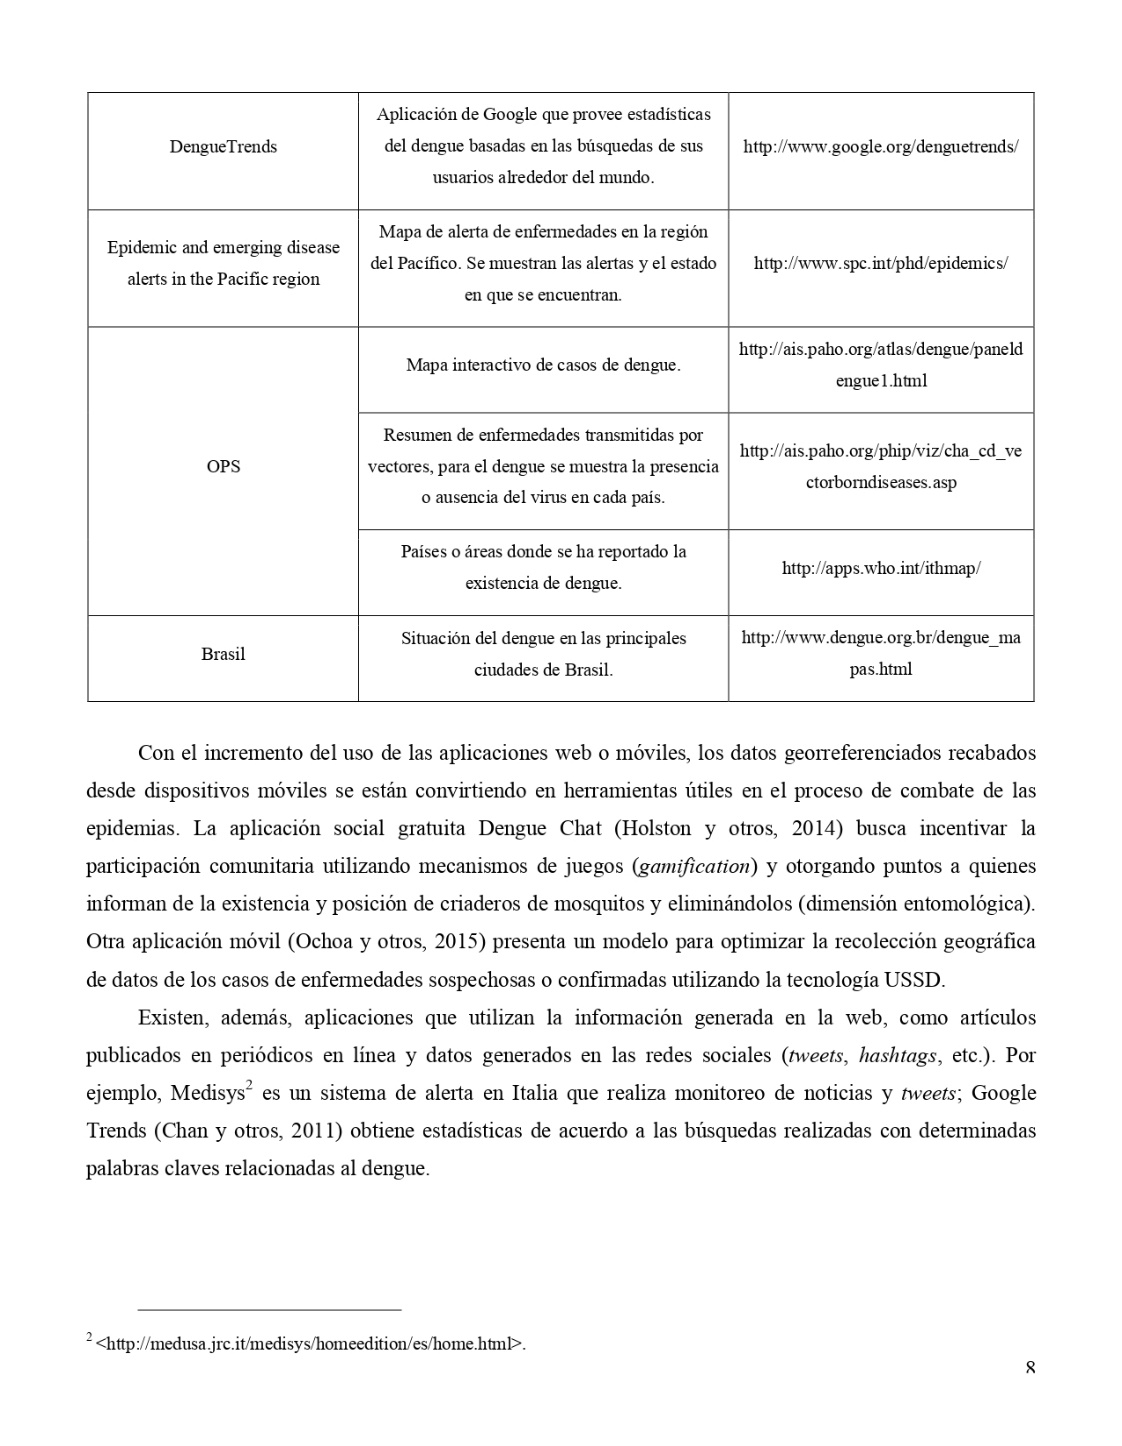 DengueTrends
Aplicación de Google que provee estadísticas
del dengue basadas en las búsquedas de sus
usuarios alrededor del mundo.
http://www.google.org/denguetrends/
Epidemic and emerging disease
alerts in the Pacific region
Mapa de alerta de enfermedades en la región
del Pacífico. Se muestran las alertas y el estado
en que se encuentran.
http://www.spc.int/phd/epidemics/
OPS
Mapa interactivo de casos de dengue.
http://ais.paho.org/atlas/dengue/paneld
engue1.html
Resumen de enfermedades transmitidas por
vectores, para el dengue se muestra la presencia
o ausencia del virus en cada país.
http://ais.paho.org/phip/viz/cha_cd_ve
ctorborndiseases.asp
Países o áreas donde se ha reportado la
existencia de dengue.
http://apps.who.int/ithmap/
Brasil
Situación del dengue en las principales
ciudades de Brasil.
http://www.dengue.org.br/dengue_ma
pas.html
Con el incremento del uso de las aplicaciones web o móviles, los datos georreferenciados recabados
desde dispositivos móviles se están convirtiendo en herramientas útiles en el proceso de combate de las
epidemias. La aplicación social gratuita Dengue Chat (Holston y otros, 2014) busca incentivar la
participación comunitaria utilizando mecanismos de juegos (gamification) y otorgando puntos a quienes
informan de la existencia y posición de criaderos de mosquitos y eliminándolos (dimensión entomológica).
Otra aplicación móvil (Ochoa y otros, 2015) presenta un modelo para optimizar la recolección geográfica
de datos de los casos de enfermedades sospechosas o confirmadas utilizando la tecnología USSD.
Existen, además, aplicaciones que utilizan la información generada en la web, como artículos
publicados en periódicos en línea y datos generados en las redes sociales (tweets, hashtags, etc.). Por
ejemplo, Medisys2 es un sistema de alerta en Italia que realiza monitoreo de noticias y tweets; Google
Trends (Chan y otros, 2011) obtiene estadísticas de acuerdo a las búsquedas realizadas con determinadas
palabras claves relacionadas al dengue.
2 <http://medusa.jrc.it/medisys/homeedition/es/home.html>.
8